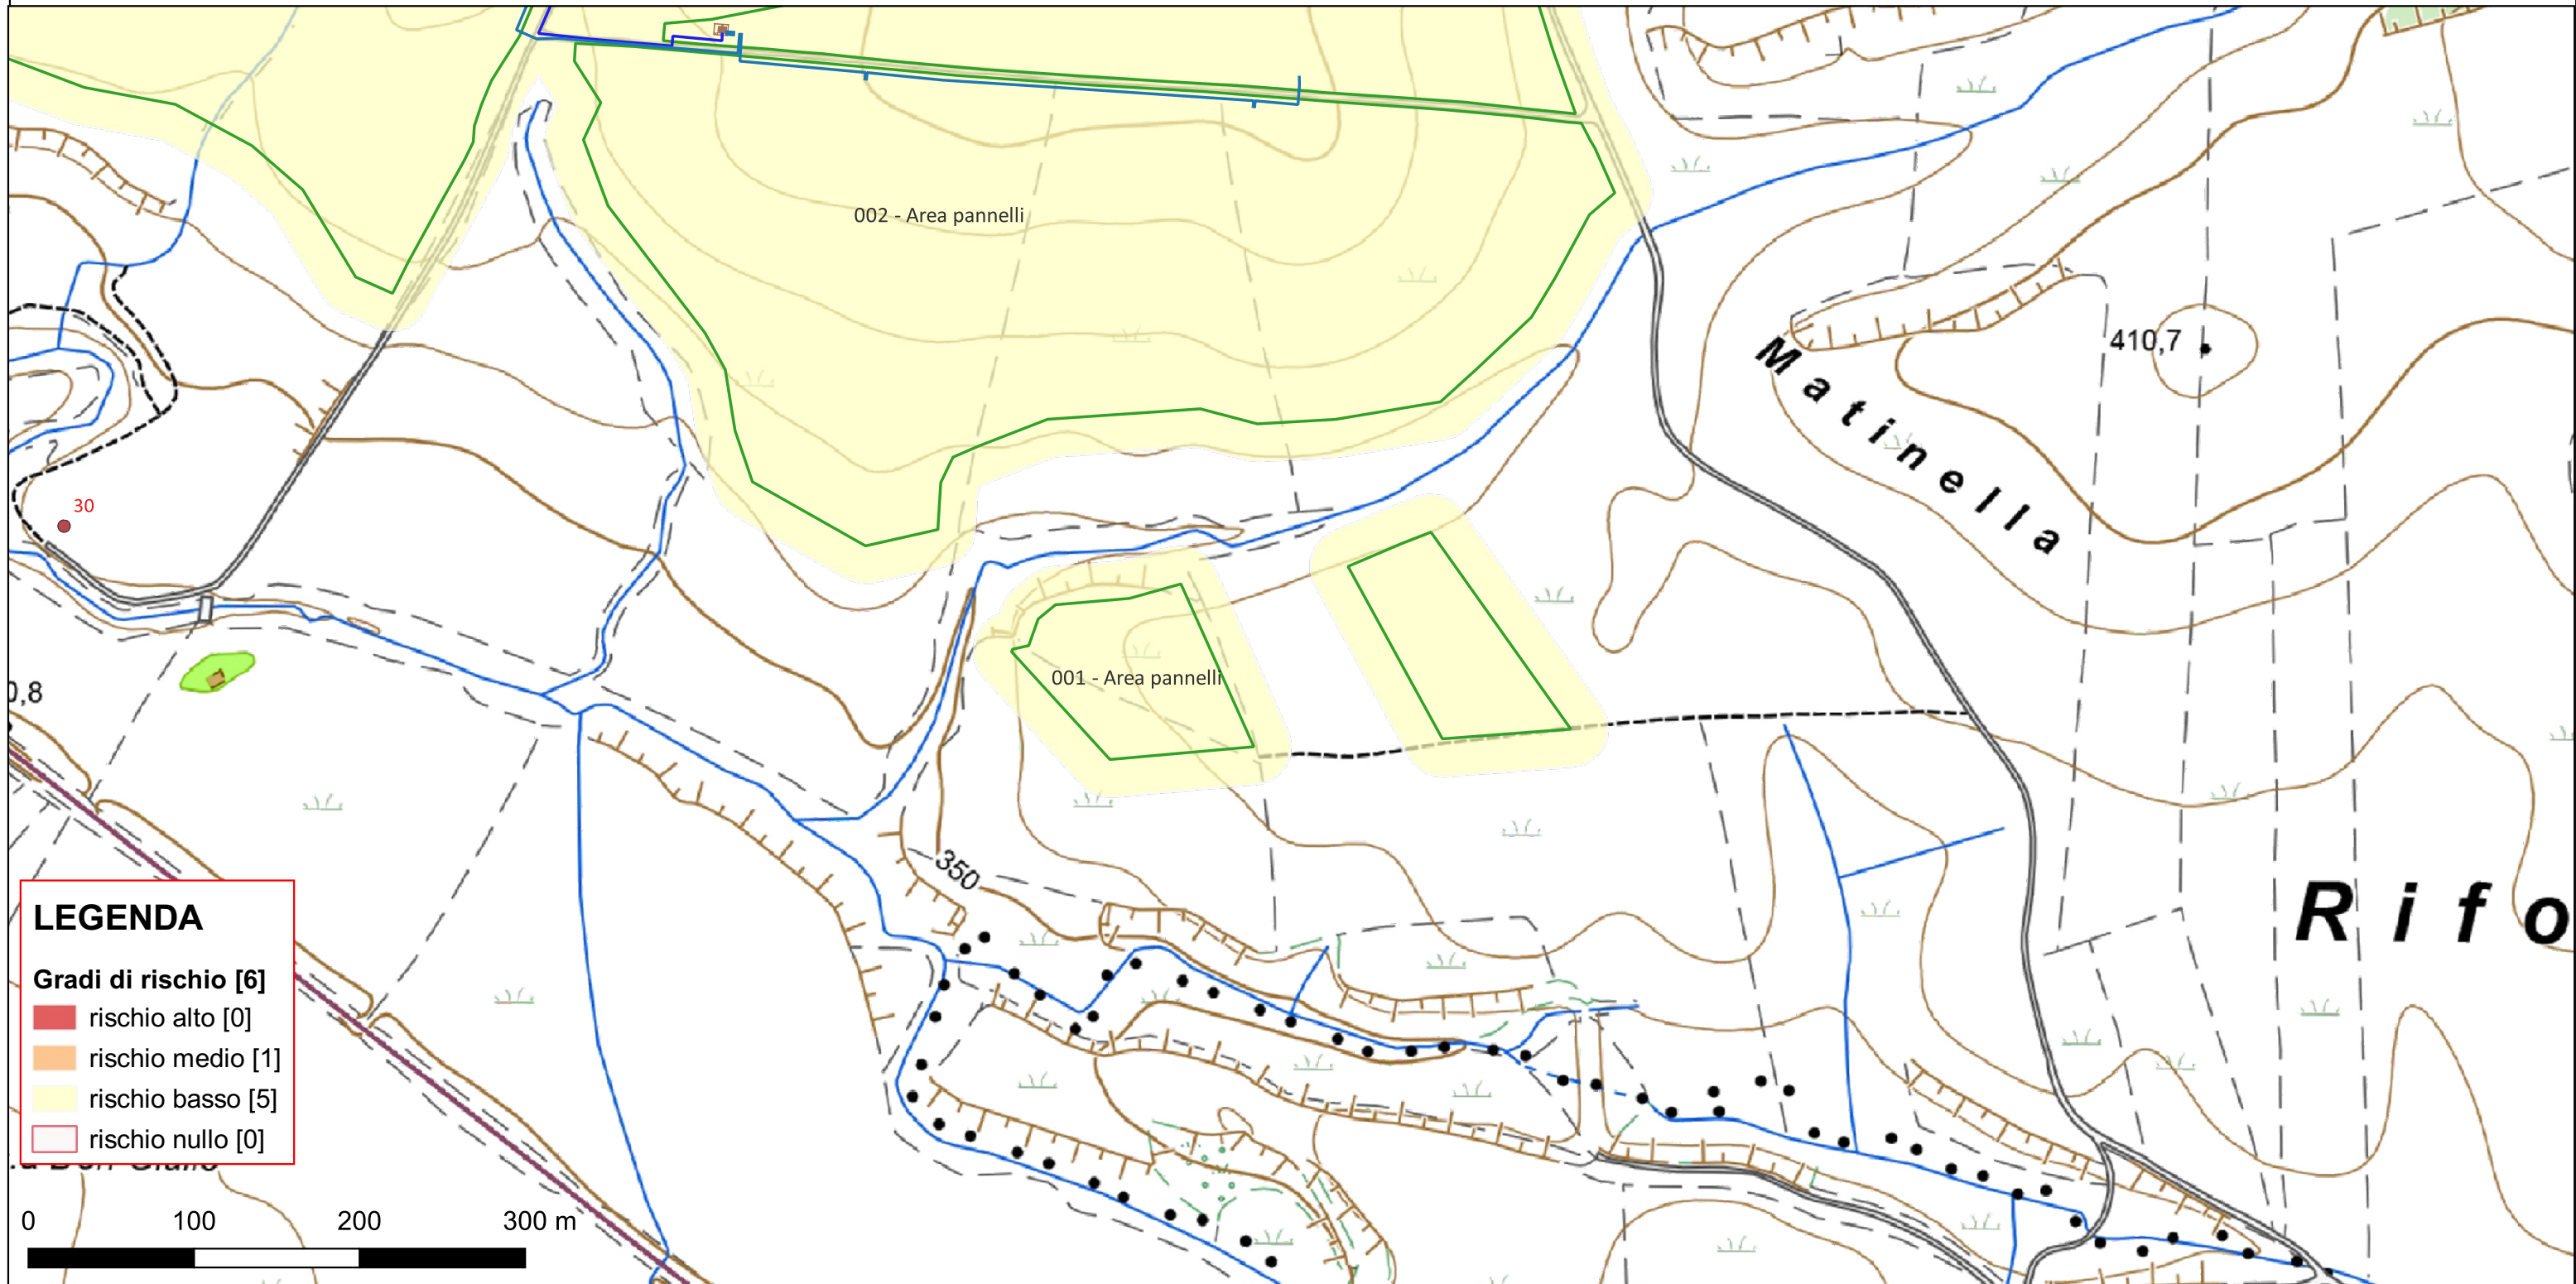 002 - Area pannelli
410,7
Matinella
30
001 - Area pannelli
0,8
350
Rifo
LEGENDA
Gradi di rischio [6]
rischio alto [0]
rischio medio [1]
rischio basso [5]
rischio nullo [0]
0 100 200 300 m